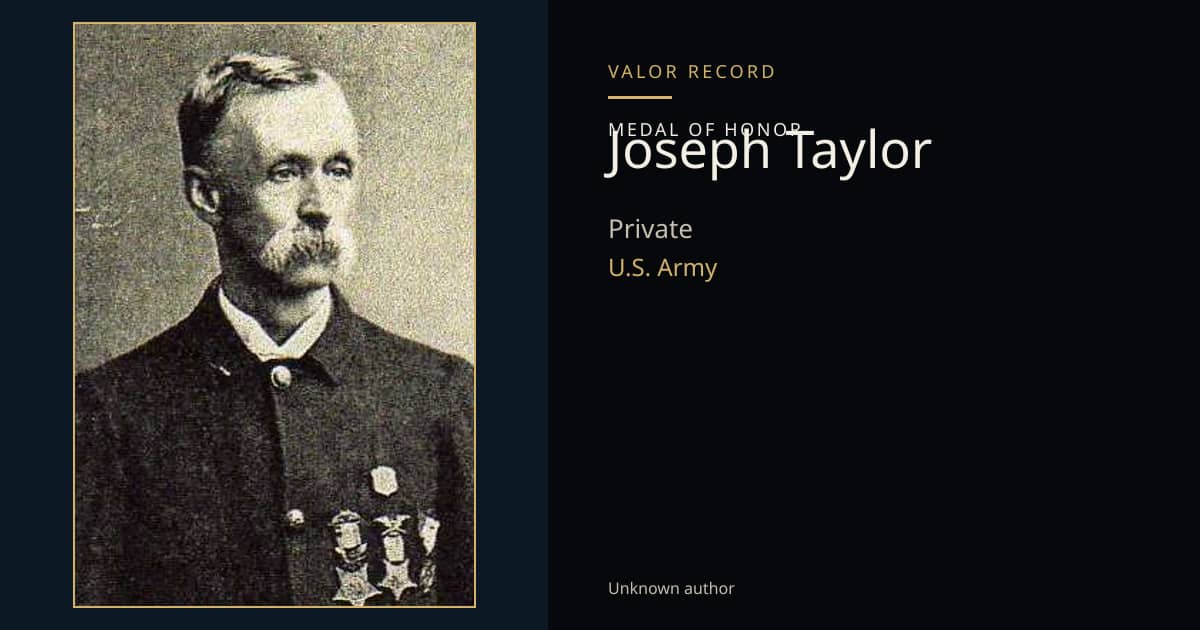 VALOR RECORD
MEDAL OF HONOR
Joseph Taylor
Private
U.S. Army
Unknown author